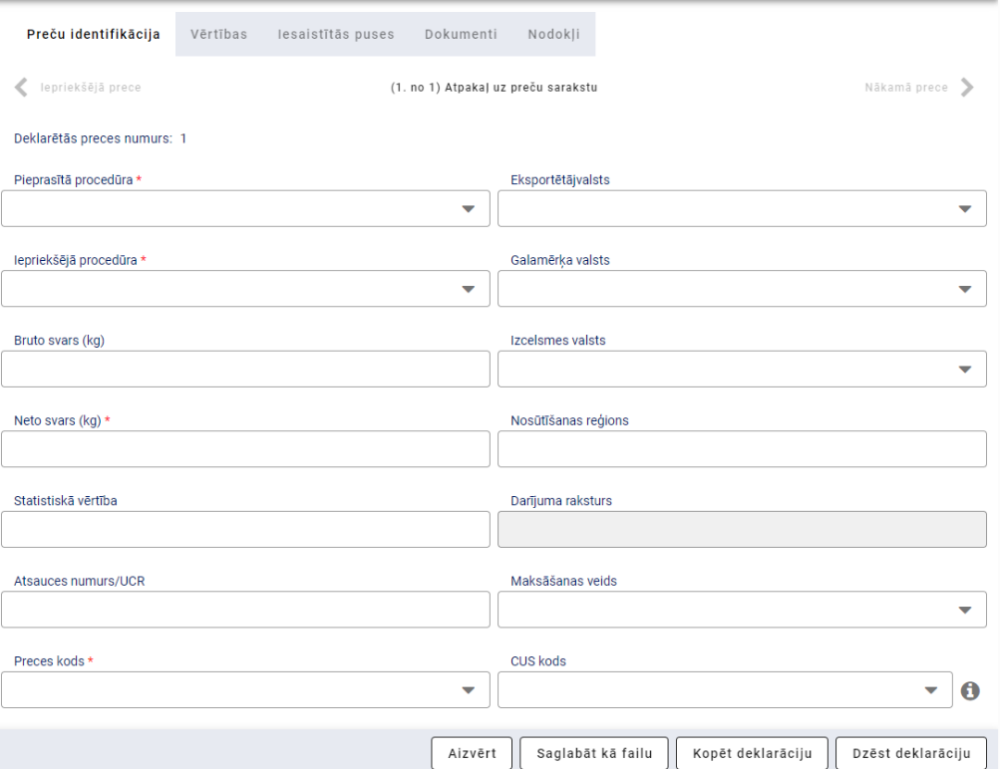 Preču identifikācija Vērtības Iesaistītās puses Dokumenti Nodokļi
Iepriekšējā prece (1. no 1) Atpakaļ uz preču sarakstu Nākamā prece
Deklarētās preces numurs: 1
Pieprasītā procedūra * Eksportētājvalsts
Iepriekšējā procedūra * Galamērķa valsts
Bruto svars (kg) Izcelsmes valsts
Neto svars (kg) * Nosūtīšanas reģions
Statistiskā vērtība Darījuma raksturs
Atsauces numurs/UCR Maksāšanas veids
Preces kods * CUS kods
Aizvērt Saglabāt kā failu Kopēt deklarāciju Dzēst deklarāciju